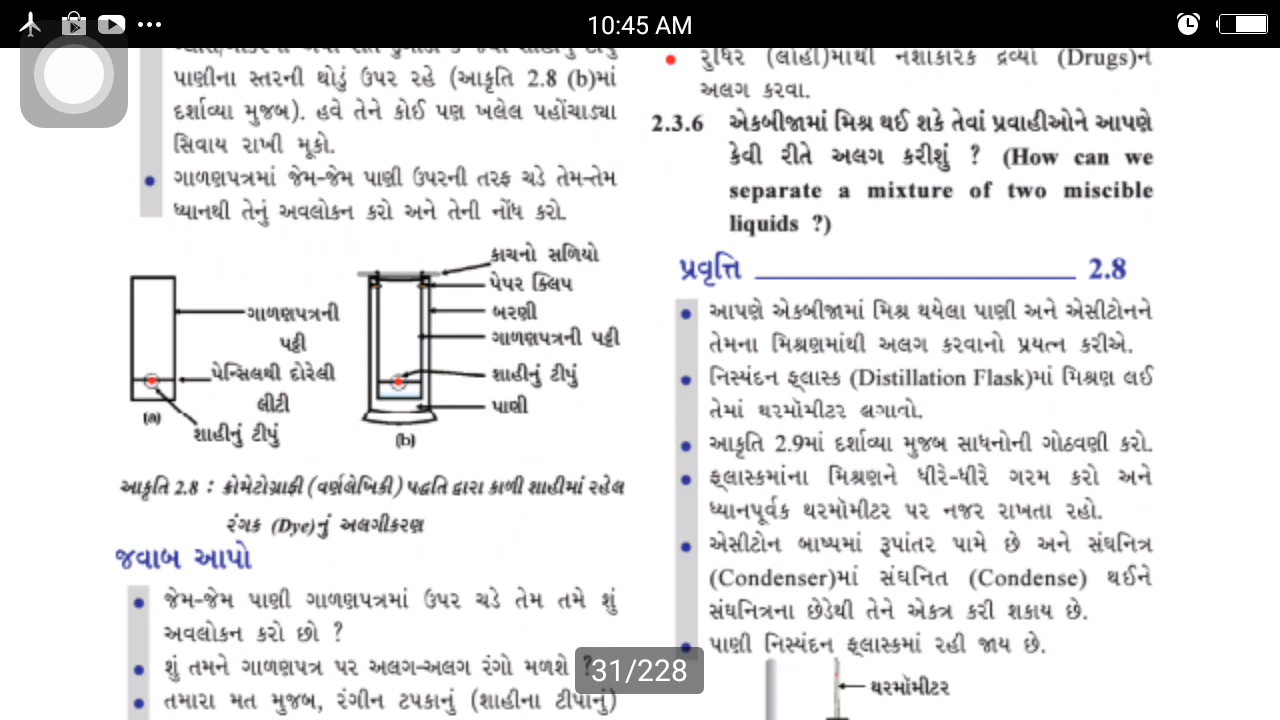 10:45 AM
પાણીના સ્તરની થોડું ઉપર રહે (આકૃતિ 2.8 (b)માં
દર્શાવ્યા મુજબ). હવે તેને કોઈ પણ ખલેલ પહોંચાડ્યા
સિવાય રાખી મૂકો.
• ગાળણપત્રમાં જેમ-જેમ પાણી ઉપરની તરફ ચડે તેમ-તેમ
ધ્યાનથી તેનું અવલોકન કરો અને તેની નોંધ કરો.
ગાળણપત્રની
પટ્ટી
પેન્સિલથી દોરેલી
લીટી
(a)
શાહીનું ટીપું
કાચનો સળિયો
પેપર ક્લિપ
બરણી
ગાળણપત્રની પટ્ટી
શાહીનું ટીપું
પાણી
(b)
આકૃતિ 2.8 : ક્રોમેટોગ્રાફી (વર્ણલેખિકી) પદ્ધતિ દ્વારા કાળી શાહીમાં રહેલ
રંગક (Dye)નું અલગીકરણ
જવાબ આપો
• જેમ-જેમ પાણી ગાળણપત્રમાં ઉપર ચડે તેમ તમે શું
અવલોકન કરો છો ?
• શું તમને ગાળણપત્ર પર અલગ-અલગ રંગો મળશે ?
• તમારા મત મુજબ, રંગીન ટપકાનું (શાહીના ટીપાનું)
• રુધિર (લોહી)માંથી નશાકારક દ્રવ્યો (Drugs)ને
અલગ કરવા.
2.3.6 એકબીજામાં મિશ્ર થઈ શકે તેવાં પ્રવાહીઓને આપણે
કેવી રીતે અલગ કરીશું ? (How can we
separate a mixture of two miscible
liquids ?)
પ્રવૃત્તિ 2.8
• આપણે એકબીજામાં મિશ્ર થયેલા પાણી અને એસીટોનને
તેમના મિશ્રણમાંથી અલગ કરવાનો પ્રયત્ન કરીએ.
• નિસ્યંદન ફ્લાસ્ક (Distillation Flask)માં મિશ્રણ લઈ
તેમાં થરમૉમીટર લગાવો.
• આકૃતિ 2.9માં દર્શાવ્યા મુજબ સાધનોની ગોઠવણી કરો.
• ફ્લાસ્કમાંના મિશ્રણને ધીરે-ધીરે ગરમ કરો અને
ધ્યાનપૂર્વક થરમૉમીટર પર નજર રાખતા રહો.
• એસીટોન બાષ્પમાં રૂપાંતર પામે છે અને સંઘનિત્ર
(Condenser)માં સંઘનિત (Condense) થઈને
સંઘનિત્રના છેડેથી તેને એકત્ર કરી શકાય છે.
• પાણી નિસ્યંદન ફ્લાસ્કમાં રહી જાય છે.
થરમૉમીટર
31/228